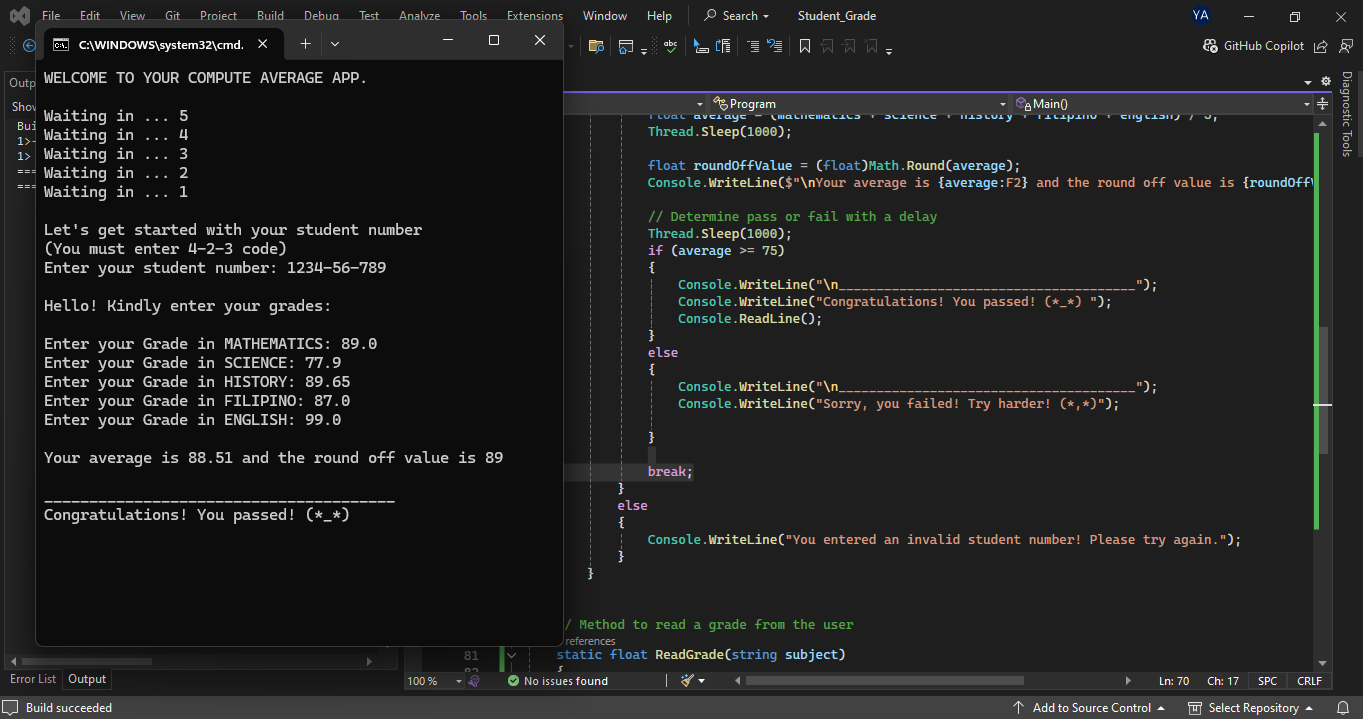 File Edit View Git Project Build Debug Test Analyze Tools Extensions Window Help Search Student_Grade YA
C:\WINDOWS\system32\cmd.
GitHub Copilot
WELCOME TO YOUR COMPUTE AVERAGE APP.
Waiting in ... 5
Waiting in ... 4
Waiting in ... 3
Waiting in ... 2
Waiting in ... 1
Let's get started with your student number
(You must enter 4-2-3 code)
Enter your student number: 1234-56-789
Hello! Kindly enter your grades:
Enter your Grade in MATHEMATICS: 89.0
Enter your Grade in SCIENCE: 77.9
Enter your Grade in HISTORY: 89.65
Enter your Grade in FILIPINO: 87.0
Enter your Grade in ENGLISH: 99.0
Your average is 88.51 and the round off value is 89
_______________________________________
Congratulations! You passed! (*_*)
Outp
Show
Bui
1>-
1>
===
===
Program
Main()
Diagnostic Tools
float average = (mathematics + science + history + filipino + english) / 5;
Thread.Sleep(1000);
float roundOffValue = (float)Math.Round(average);
Console.WriteLine($"\nYour average is {average:F2} and the round off value is {roundOffV
// Determine pass or fail with a delay
Thread.Sleep(1000);
if (average >= 75)
{
Console.WriteLine("\n_______________________________________");
Console.WriteLine("Congratulations! You passed! (*_*) ");
Console.ReadLine();
}
else
{
Console.WriteLine("\n_______________________________________");
Console.WriteLine("Sorry, you failed! Try harder! (*,*)");
}
break;
}
else
{
Console.WriteLine("You entered an invalid student number! Please try again.");
}
}
/ Method to read a grade from the user
references
81 static float ReadGrade(string subject)
82 {
Error List Output
100 % No issues found Ln: 70 Ch: 17 SPC CRLF
Build succeeded Add to Source Control Select Repository